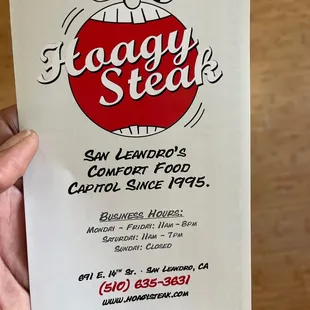 Hoagy
Steak
San Leandro's
Comfort Food
Capitol Since 1995.
Business Hours:
Monday - Friday: 11am - 8pm
Saturday: 11am - 7pm
Sunday: Closed
691 E. 14th St. · San Leandro, CA
(510) 635-3631
www.hoagisteak.com